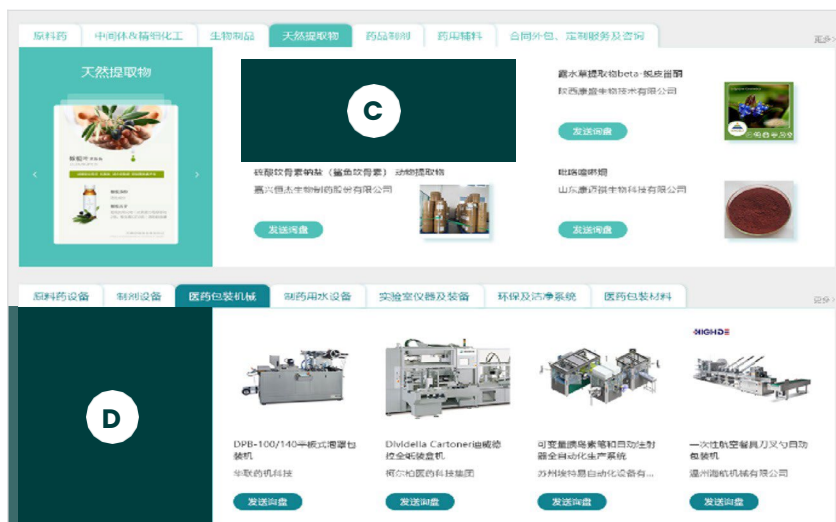 原料药 中间体&精细化工 生物制品 天然提取物 药品制剂 药用辅料 合同外包、定制服务及咨询 更多>
天然提取物
C
露水草提取物beta-蜕皮甾酮
陕西康盛生物技术有限公司
发送询盘
硫酸软骨素钠盐（鲨鱼软骨素） 动物提取物
嘉兴恒杰生物制药股份有限公司
发送询盘
吡咯喹啉醌
山东康迈祺生物科技有限公司
发送询盘
原料药设备 制剂设备 医药包装机械 制药用水设备 实验室仪器及装备 环保及洁净系统 医药包装材料 更多>
D
HIGHDE
DPB-100/140平板式泡罩包
装机
华联药机科技
发送询盘
Dividella Cartoner迪威德
拉全纸装盒机
柯尔柏医药科技集团
发送询盘
可变量胰岛素笔和自动注射
器全自动化生产系统
苏州埃特易自动化设备有...
发送询盘
一次性航空餐具刀叉勺自动
包装机
温州海航机械有限公司
发送询盘